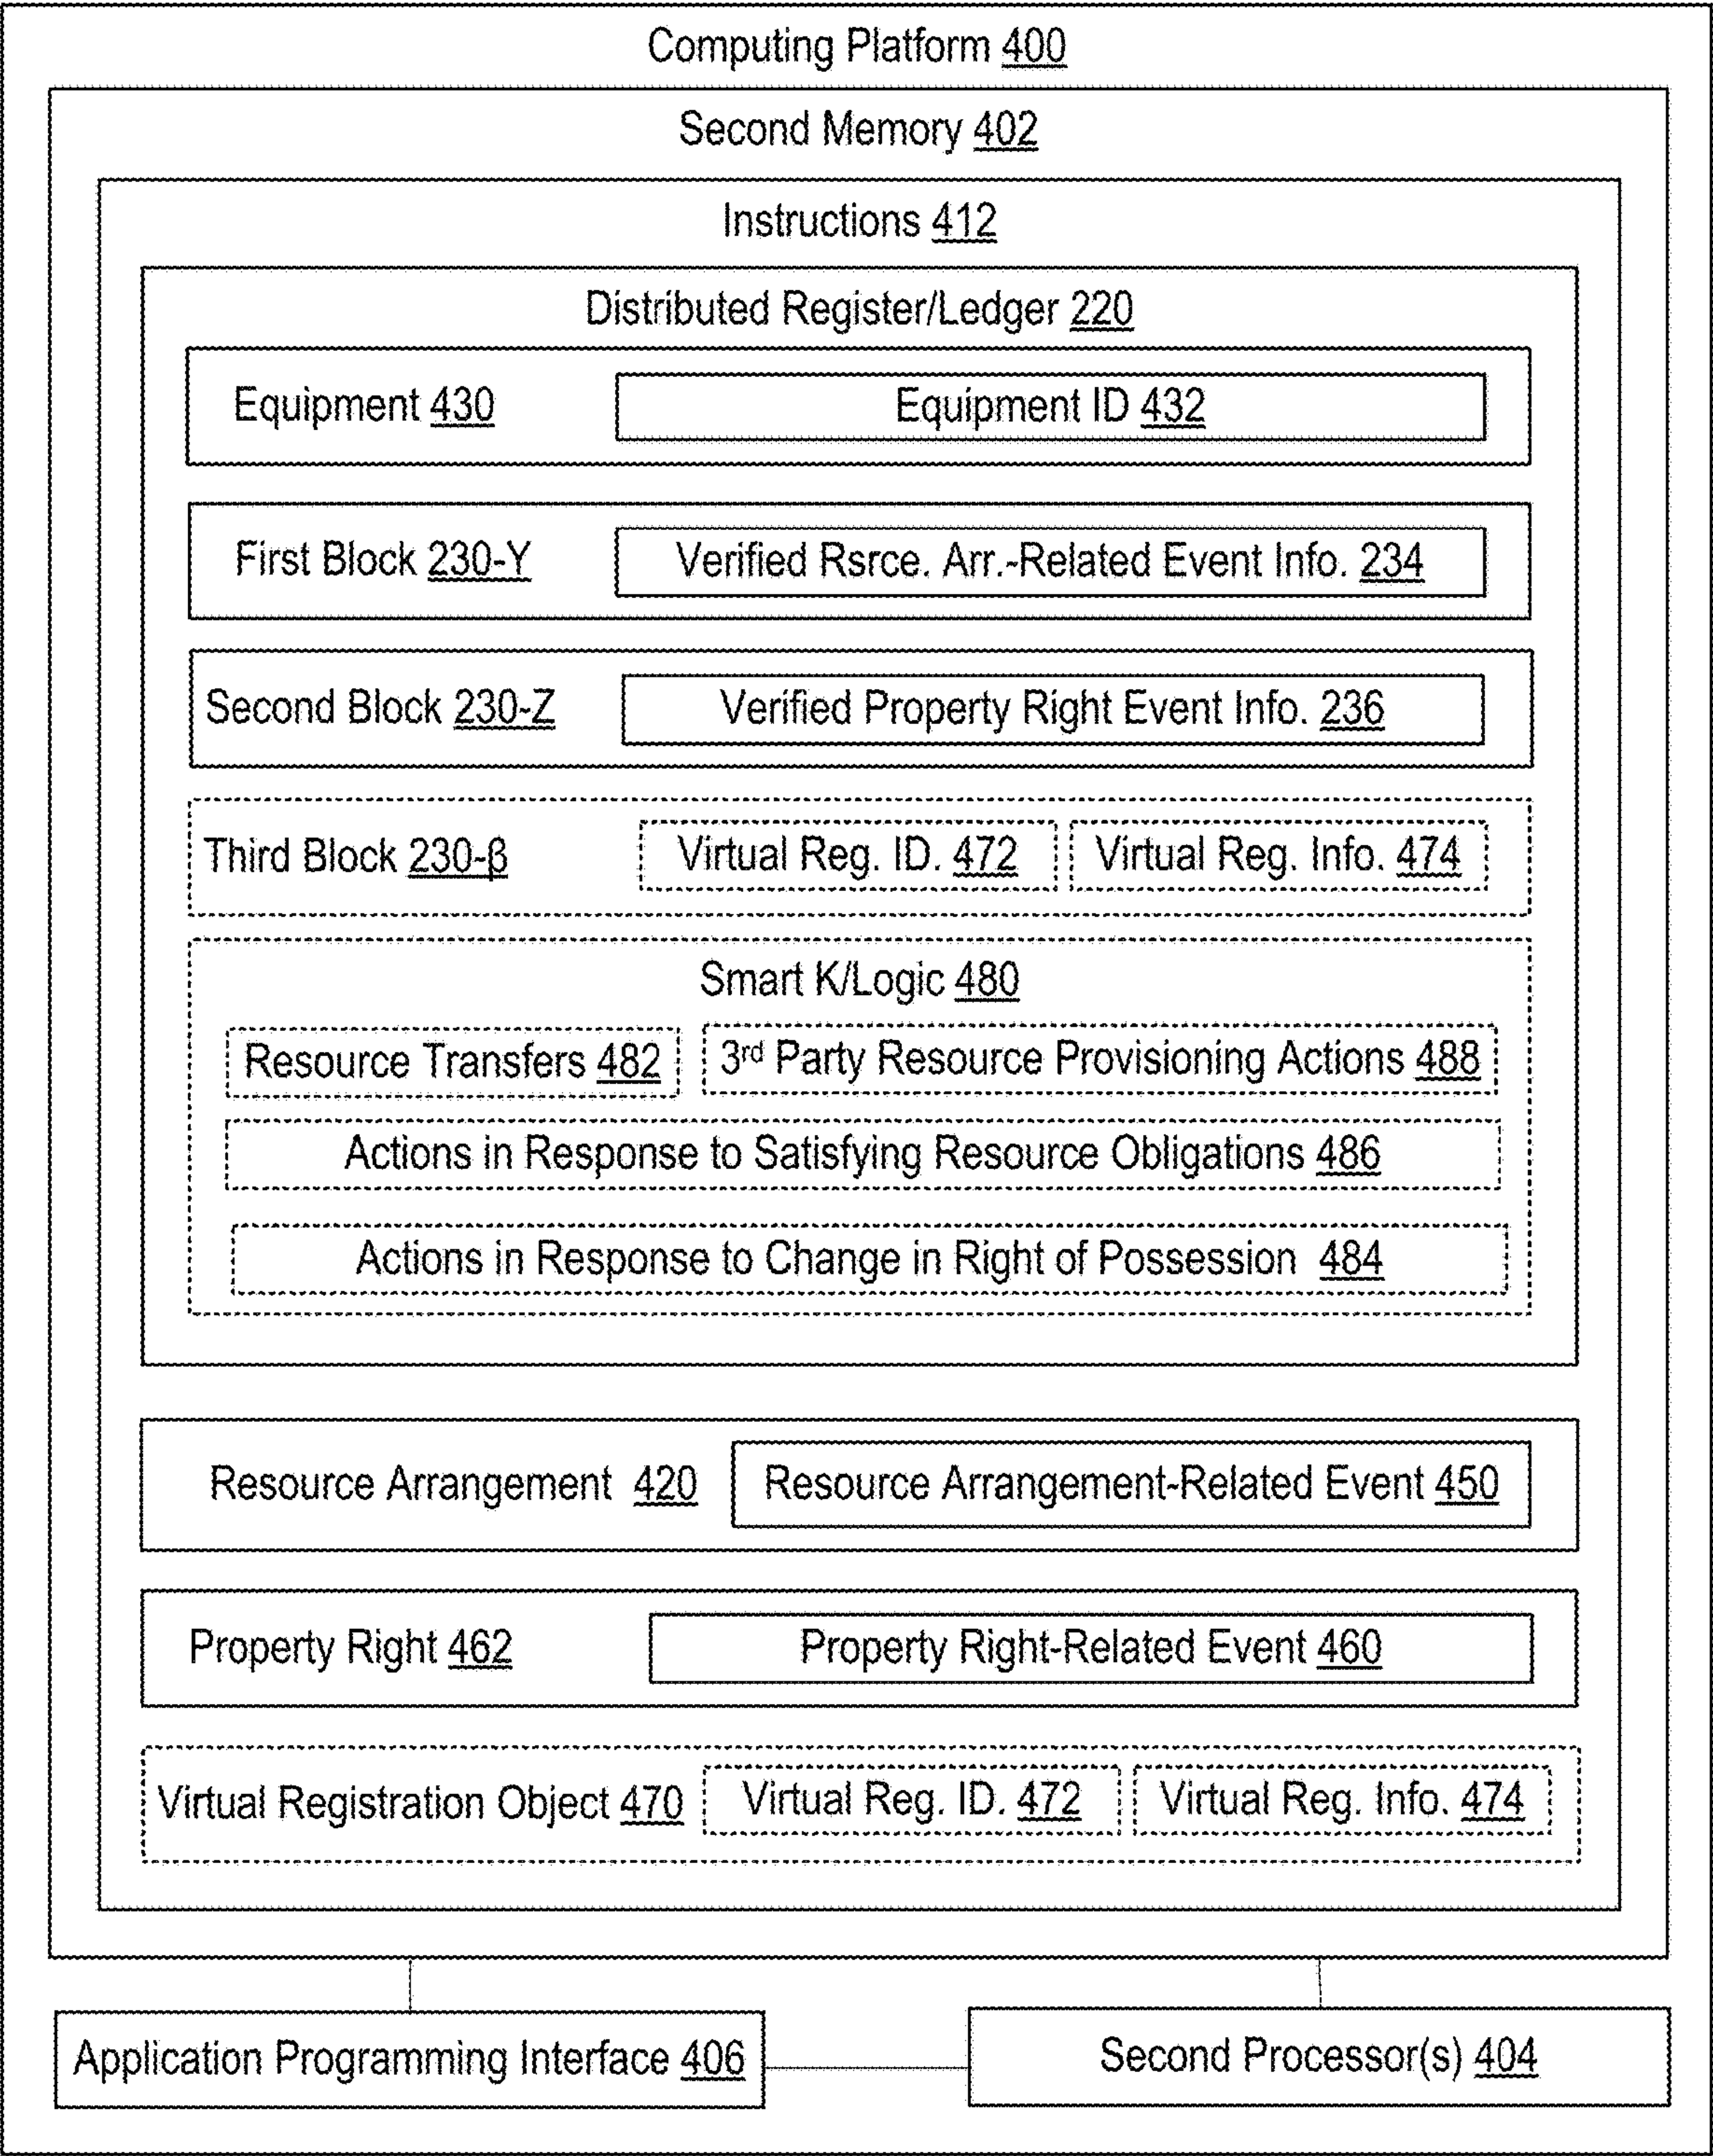 Computing Platform 400
Second Memory 402
Instructions 412
Distributed Register/Ledger 220
Equipment 430 Equipment ID 432
First Block 230-Y Verified Rsrce. Arr.-Related Event Info. 234
Second Block 230-Z Verified Property Right Event Info. 236
Third Block 230-β Virtual Reg. ID. 472 Virtual Reg. Info. 474
Smart K/Logic 480
Resource Transfers 482 3rd Party Resource Provisioning Actions 488
Actions in Response to Satisfying Resource Obligations 486
Actions in Response to Change in Right of Possession 484
Resource Arrangement 420 Resource Arrangement-Related Event 450
Property Right 462 Property Right-Related Event 460
Virtual Registration Object 470 Virtual Reg. ID. 472 Virtual Reg. Info. 474
Application Programming Interface 406 Second Processor(s) 404